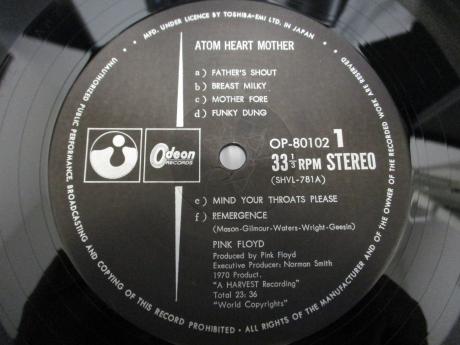 MFD. UNDER LICENCE BY TOSHIBA-EMI LTD. IN JAPAN
UNAUTHORIZED PUBLIC PERFORMANCE, BROADCASTING AND COPYING OF THIS RECORD PROHIBITED • ALL RIGHTS OF THE MANUFACTURER AND OF THE OWNER OF THE RECORDED WORK ARE RESERVED
ATOM HEART MOTHER
a) FATHER'S SHOUT
b) BREAST MILKY
c) MOTHER FORE
d) FUNKY DUNG
Odeon
RECORDS
OP-80102 1
33 1/3 RPM STEREO
(SHVL-781A)
e) MIND YOUR THROATS PLEASE
f) REMERGENCE
(Mason-Gilmour-Waters-Wright-Geesin)
PINK FLOYD
Produced by Pink Floyd
Executive Producer: Norman Smith
1970 Product.
"A HARVEST Recording"
Total 23: 36
"World Copyrights"